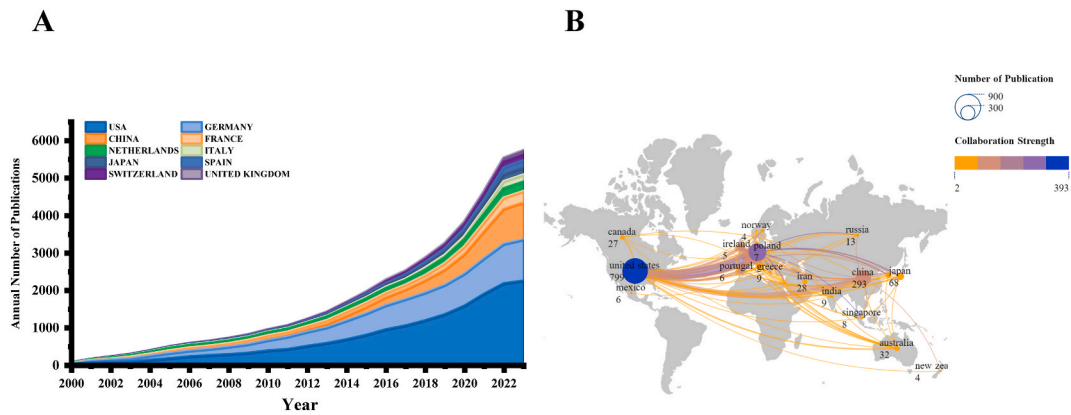 A
Annual Number of Publications
6000
5000
4000
3000
2000
1000
0
USA
CHINA
NETHERLANDS
JAPAN
SWITZERLAND
GERMANY
FRANCE
ITALY
SPAIN
UNITED KINGDOM
2000 2002 2004 2006 2008 2010 2012 2014 2016 2018 2020 2022
Year
B
Number of Publication
900
300
Collaboration Strength
2 393
canada
27
united states
799
mexico
6
norway
4
ireland
5
poland
7
portugal
6
greece
9
russia
13
iran
28
india
9
china
293
japan
68
singapore
8
australia
32
new zea
4